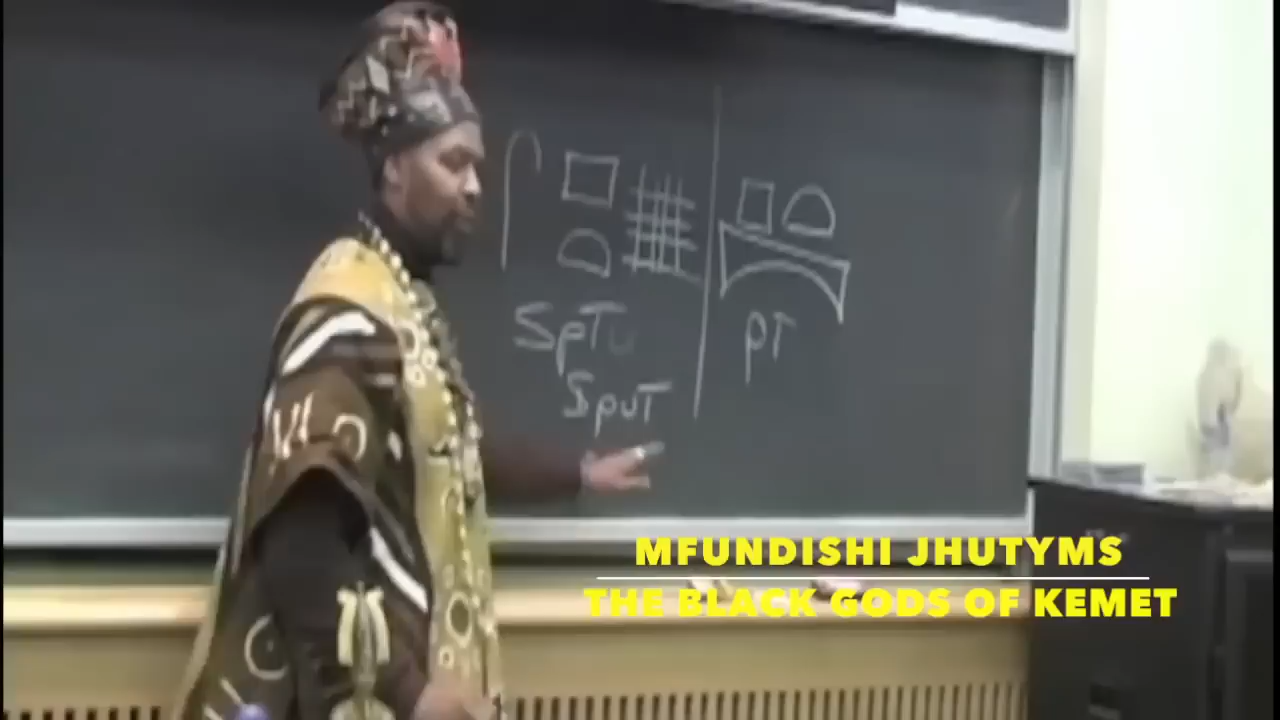 SpTu
SpuT
pT
MFUNDISHI JHUTYMS
THE BLACK GODS OF KEMET